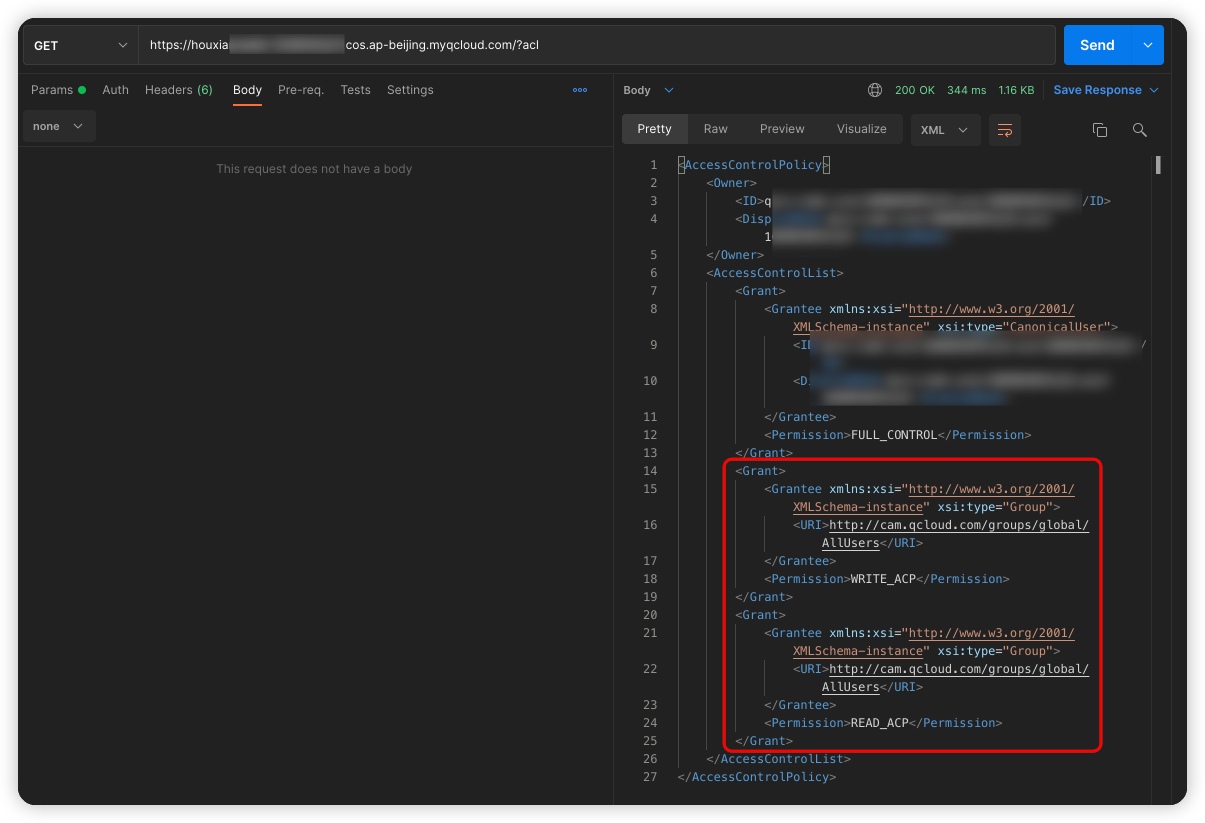 GET
https://houxia cos.ap-beijing.myqcloud.com/?acl
Send
Params Auth Headers (6) Body Pre-req. Tests Settings
none
This request does not have a body
Body 200 OK 344 ms 1.16 KB Save Response
Pretty Raw Preview Visualize XML
1 <AccessControlPolicy>
2 <Owner>
3 <ID>q /ID>
4 <Disp
1
5 </Owner>
6 <AccessControlList>
7 <Grant>
8 <Grantee xmlns:xsi="http://www.w3.org/2001/
XMLSchema-instance" xsi:type="CanonicalUser">
9 <I /
10 <D
11 </Grantee>
12 <Permission>FULL_CONTROL</Permission>
13 </Grant>
14 <Grant>
15 <Grantee xmlns:xsi="http://www.w3.org/2001/
XMLSchema-instance" xsi:type="Group">
16 <URI>http://cam.qcloud.com/groups/global/
AllUsers</URI>
17 </Grantee>
18 <Permission>WRITE_ACP</Permission>
19 </Grant>
20 <Grant>
21 <Grantee xmlns:xsi="http://www.w3.org/2001/
XMLSchema-instance" xsi:type="Group">
22 <URI>http://cam.qcloud.com/groups/global/
AllUsers</URI>
23 </Grantee>
24 <Permission>READ_ACP</Permission>
25 </Grant>
26 </AccessControlList>
27 </AccessControlPolicy>